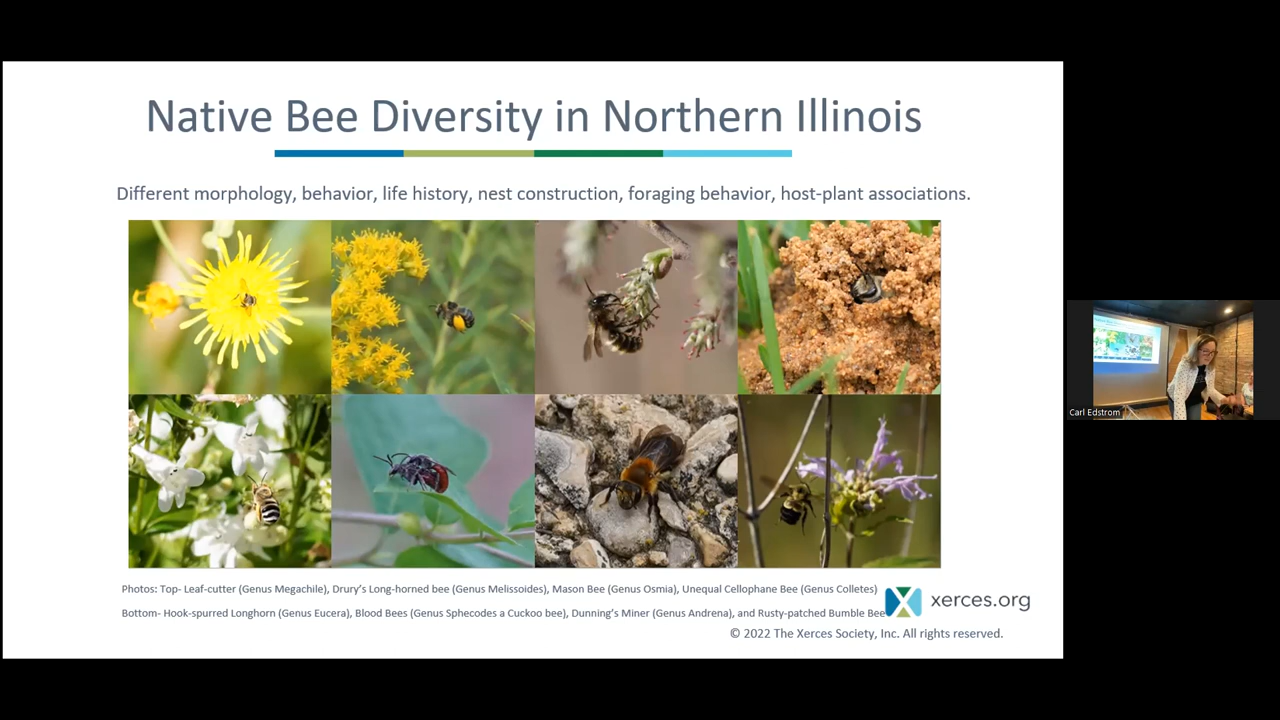 Native Bee Diversity in Northern Illinois
Different morphology, behavior, life history, nest construction, foraging behavior, host-plant associations.
Photos: Top- Leaf-cutter (Genus Megachile), Drury's Long-horned bee (Genus Melissoides), Mason Bee (Genus Osmia), Unequal Cellophane Bee (Genus Colletes)
Bottom- Hook-spurred Longhorn (Genus Eucera), Blood Bees (Genus Sphecodes a Cuckoo bee), Dunning's Miner (Genus Andrena), and Rusty-patched Bumble Bee
xerces.org
© 2022 The Xerces Society, Inc. All rights reserved.
Carl Edstrom